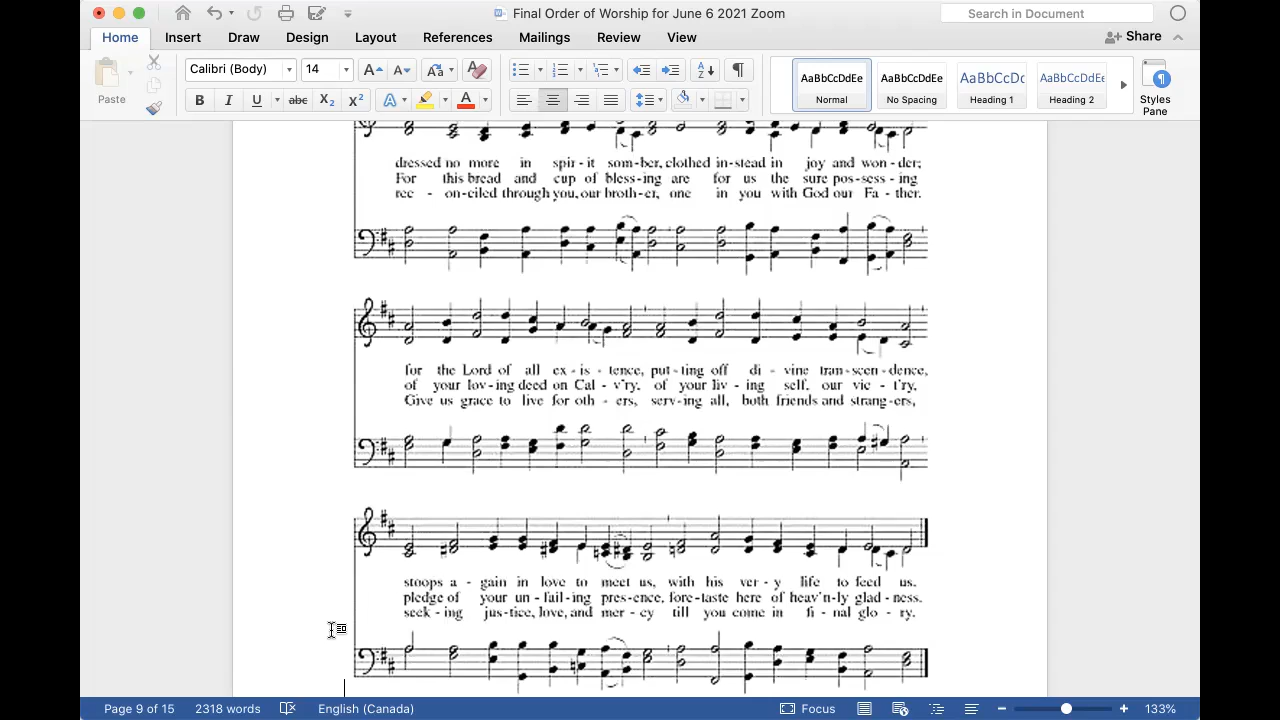 Final Order of Worship for June 6 2021 Zoom
Search in Document
Home Insert Draw Design Layout References Mailings Review View
Share
Paste
Calibri (Body) 14
AaBbCcDdEe AaBbCcDdEe AaBbCcDc AaBbCcDdEe
Normal No Spacing Heading 1 Heading 2
Styles
Pane
dressed no more in spir-it som-ber, clothed in-stead in joy and won-der;
For this bread and cup of bless-ing are for us the sure pos-sess-ing
rec-on-ciled through you, our broth-er, one in you with God our Fa-ther.
for the Lord of all ex-is-tence, put-ting off di-vine tran-scen-dence,
of your lov-ing deed on Cal-v'ry, of your liv-ing self, our vic-t'ry,
Give us grace to live for oth-ers, serv-ing all, both friends and strang-ers,
stoops a-gain in love to meet us, with his ver-y life to feed us.
pledge of your un-fail-ing pres-ence, fore-taste here of heav'n-ly glad-ness.
seek-ing jus-tice, love, and mer-cy till you come in fi-nal glo-ry.
Page 9 of 15 2318 words English (Canada) Focus 133%